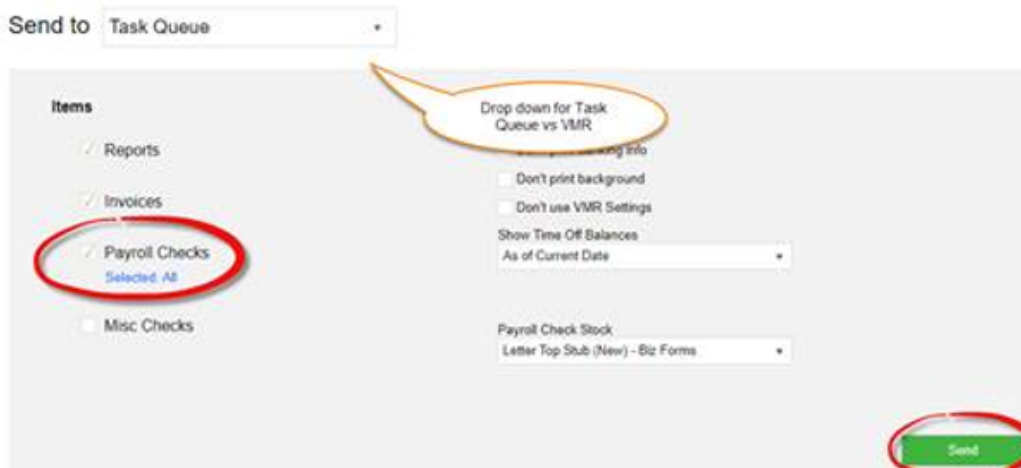 Send to Task Queue
Drop down for Task
Queue vs VMR
Items
Reports
Info
Don't print background
Invoices
Don't use VMR Settings
Payroll Checks
Selected: All
Show Time Off Balances
As of Current Date
Misc Checks
Payroll Check Stock
Letter Top Stub (New) - Biz Forms
Send